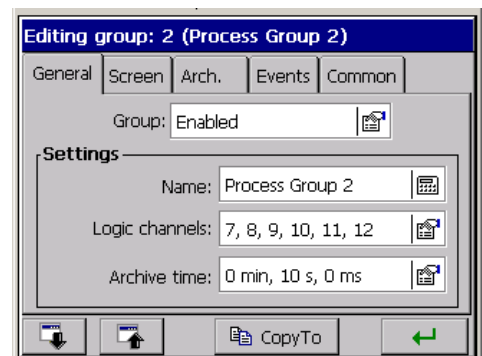 Editing group: 2 (Process Group 2)
General Screen Arch. Events Common
Group: Enabled
Settings
Name: Process Group 2
Logic channels: 7, 8, 9, 10, 11, 12
Archive time: 0 min, 10 s, 0 ms
CopyTo